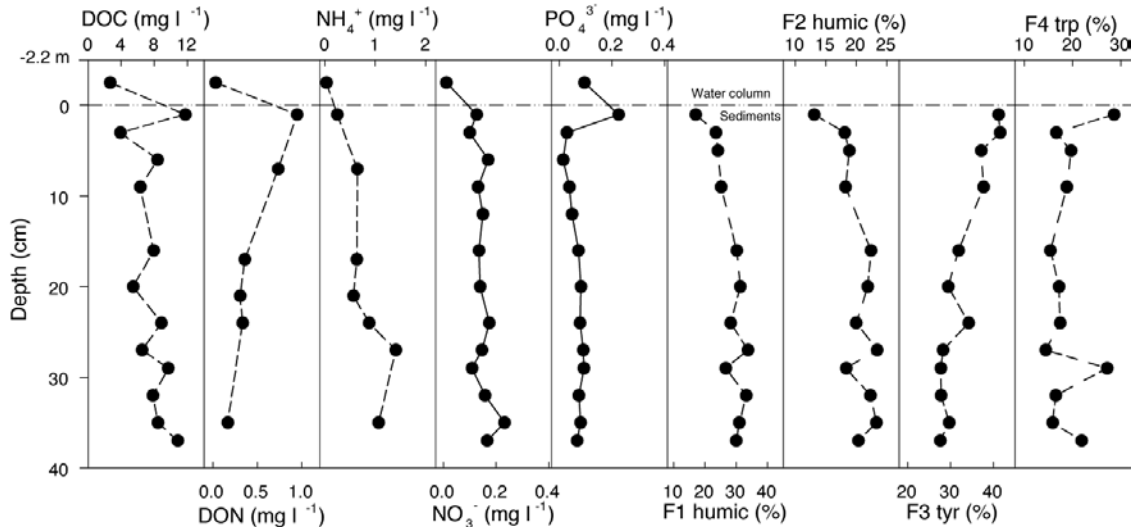 DOC (mg l⁻¹) NH₄⁺ (mg l⁻¹) PO₄³⁻ (mg l⁻¹) F2 humic (%) F4 trp (%)
0 4 8 12 0 1 2 0.0 0.2 0.4 10 15 20 25 10 20 30
-2.2 m
Water column
0
Sediments
10
20
30
40
Depth (cm)
0.0 0.5 1.0 0.0 0.2 0.4 10 20 30 40 20 30 40
DON (mg l⁻¹) NO₃⁻ (mg l⁻¹) F1 humic (%) F3 tyr (%)